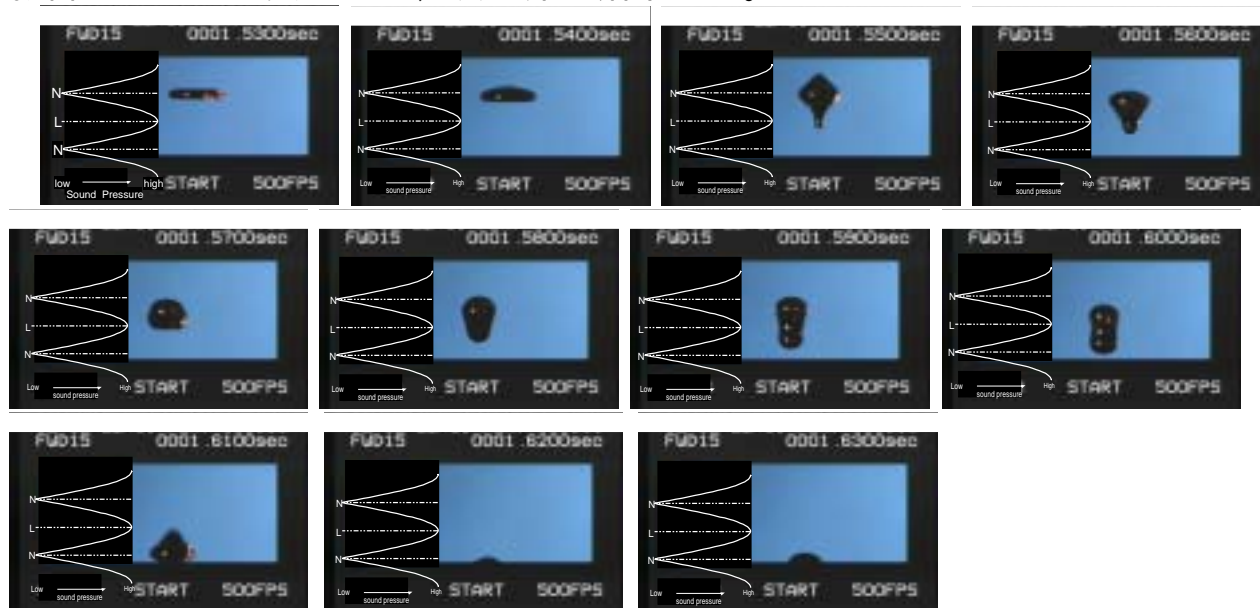 FWD15 0001 .5300sec
N
L
N
low high START 500FPS
Sound Pressure
FWD15 0001 .5400sec
N
L
N
Low High START 500FPS
sound pressure
FWD15 0001 .5500sec
N
L
N
Low High START 500FPS
sound pressure
FWD15 0001 .5600sec
N
L
N
Low High START 500FPS
sound pressure
FWD15 0001 .5700sec
N
L
N
Low High START 500FPS
sound pressure
FWD15 0001 .5800sec
N
L
N
Low High START 500FPS
sound pressure
FWD15 0001 .5900sec
N
L
N
Low High START 500FPS
sound pressure
FWD15 0001 .6000sec
N
L
N
Low High START 500FPS
sound pressure
FWD15 0001 .6100sec
N
L
N
Low High START 500FPS
sound pressure
FWD15 0001 .6200sec
N
L
N
Low High START 500FPS
sound pressure
FWD15 0001 .6300sec
N
L
N
Low High START 500FPS
sound pressure